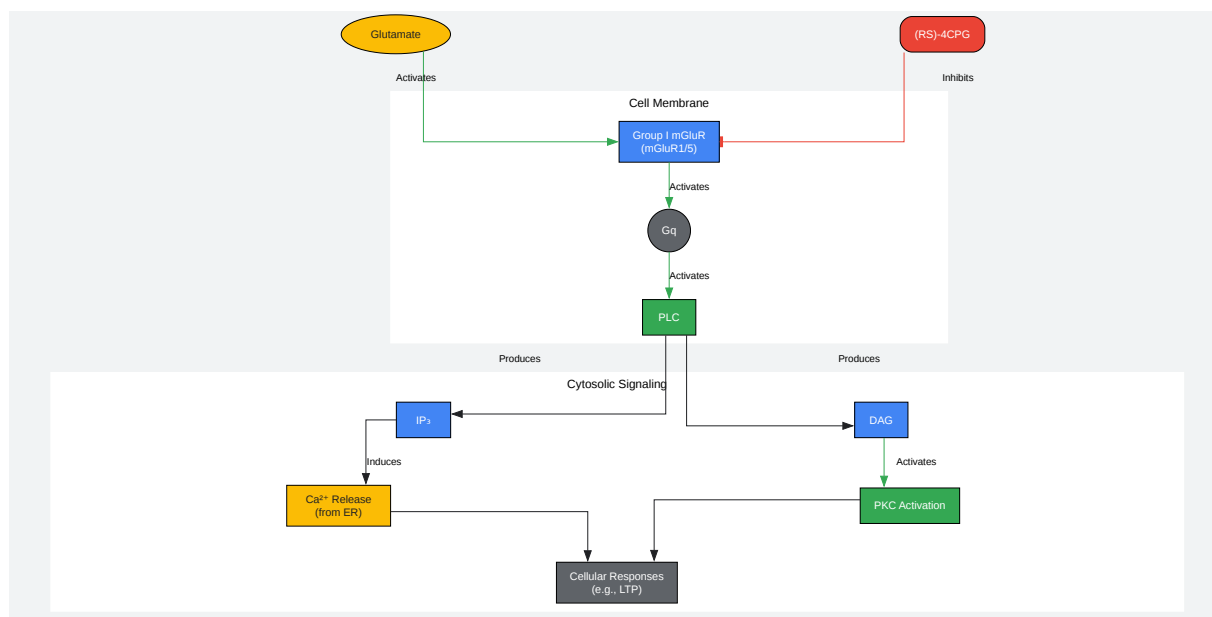 Glutamate
(RS)-4CPG
Activates
Inhibits
Cell Membrane
Group I mGluR
(mGluR1/5)
Activates
Gq
Activates
PLC
Produces
Produces
Cytosolic Signaling
IP₃
DAG
Induces
Activates
Ca²⁺ Release
(from ER)
PKC Activation
Cellular Responses
(e.g., LTP)